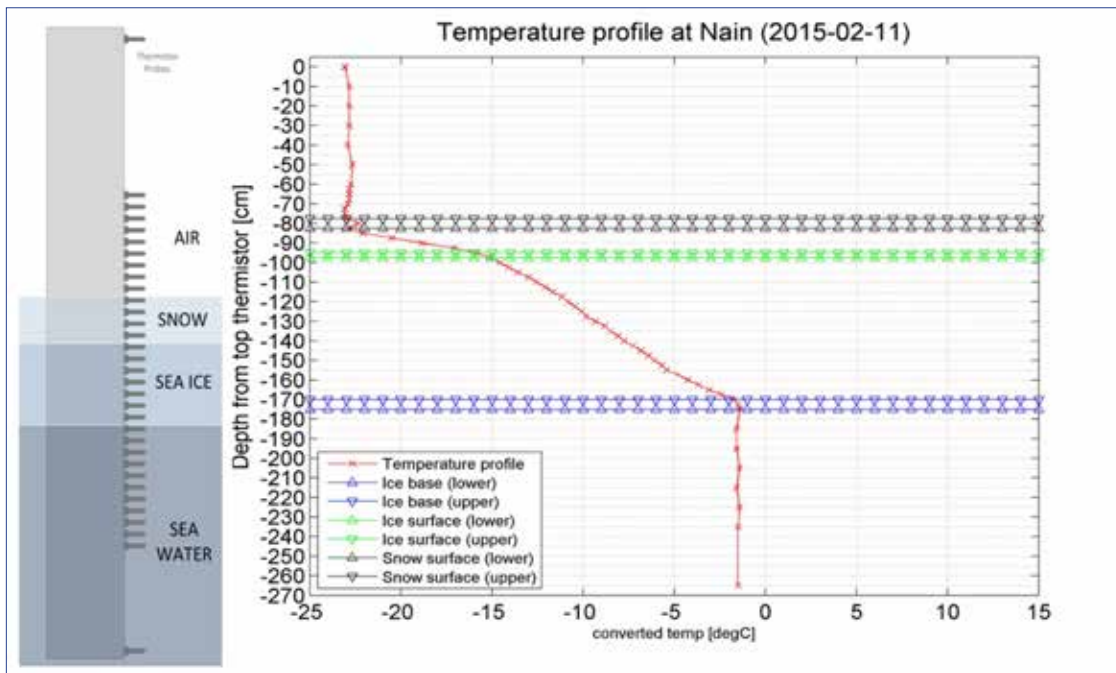 Thermistor
Probes
AIR
SNOW
SEA ICE
SEA
WATER
Temperature profile at Nain (2015-02-11)
Depth from top thermistor [cm]
0
-10
-20
-30
-40
-50
-60
-70
-80
-90
-100
-110
-120
-130
-140
-150
-160
-170
-180
-190
-200
-210
-220
-230
-240
-250
-260
-270
Temperature profile
Ice base (lower)
Ice base (upper)
Ice surface (lower)
Ice surface (upper)
Snow surface (lower)
Snow surface (upper)
-25 -20 -15 -10 -5 0 5 10 15
converted temp [degC]